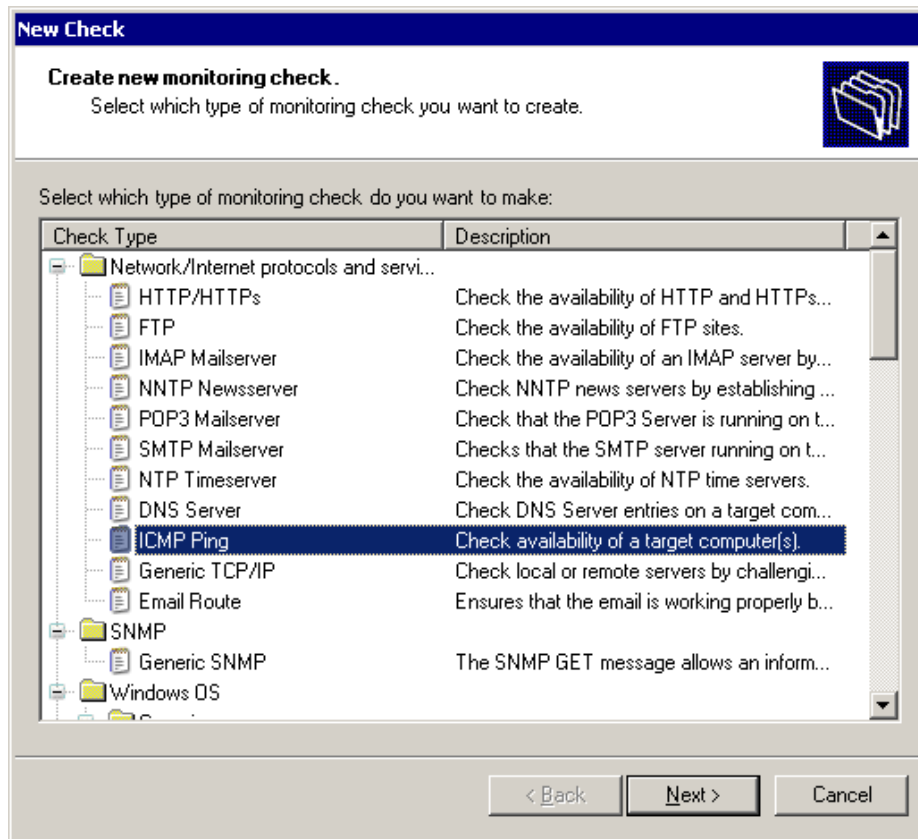 New Check
Create new monitoring check.
Select which type of monitoring check you want to create.
Select which type of monitoring check do you want to make:
Check Type Description
Network/Internet protocols and servi...
HTTP/HTTPs Check the availability of HTTP and HTTPs...
FTP Check the availability of FTP sites.
IMAP Mailserver Check the availability of an IMAP server by...
NNTP Newsserver Check NNTP news servers by establishing ...
POP3 Mailserver Check that the POP3 Server is running on t...
SMTP Mailserver Checks that the SMTP server running on t...
NTP Timeserver Check the availability of NTP time servers.
DNS Server Check DNS Server entries on a target com...
ICMP Ping Check availability of a target computer(s).
Generic TCP/IP Check local or remote servers by challengi...
Email Route Ensures that the email is working properly b...
SNMP
Generic SNMP The SNMP GET message allows an inform...
Windows OS
< Back Next > Cancel